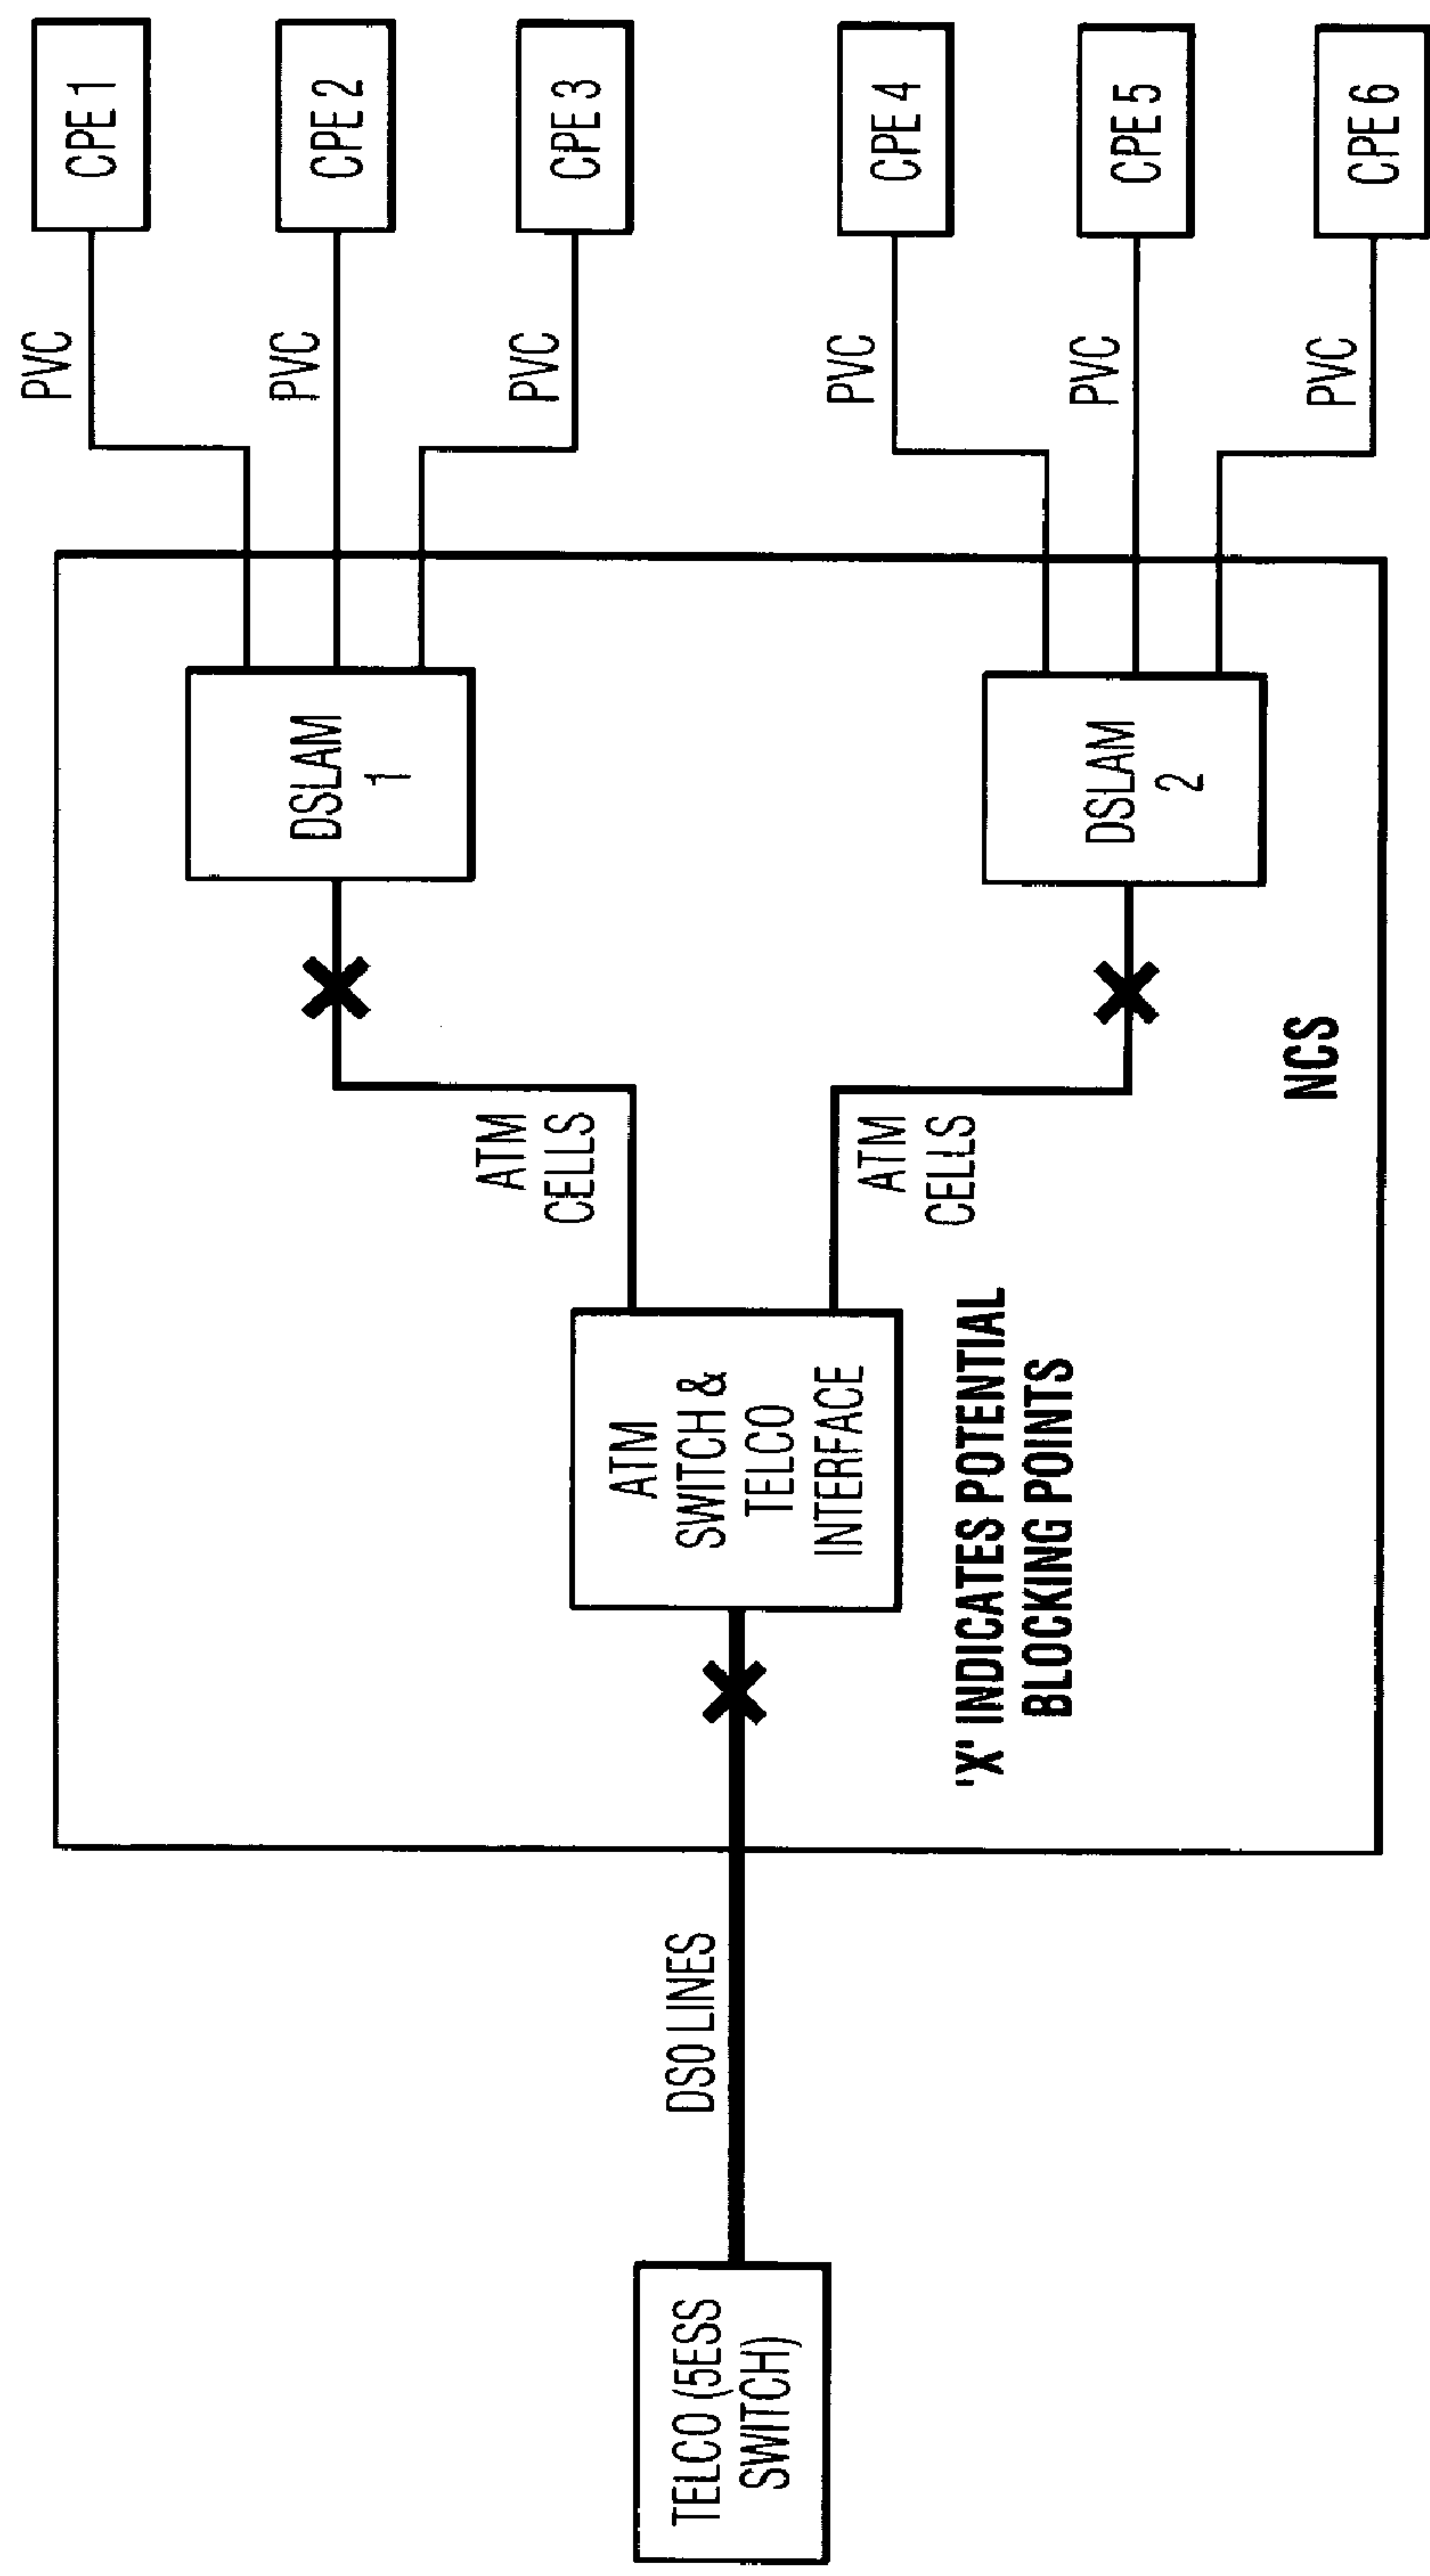 TELCO (5ESS
SWITCH)
DS0 LINES
ATM
SWITCH &
TELCO
INTERFACE
'X' INDICATES POTENTIAL
BLOCKING POINTS
ATM
CELLS
ATM
CELLS
NCS
DSLAM
1
DSLAM
2
PVC
PVC
PVC
PVC
PVC
PVC
CPE 1
CPE 2
CPE 3
CPE 4
CPE 5
CPE 6